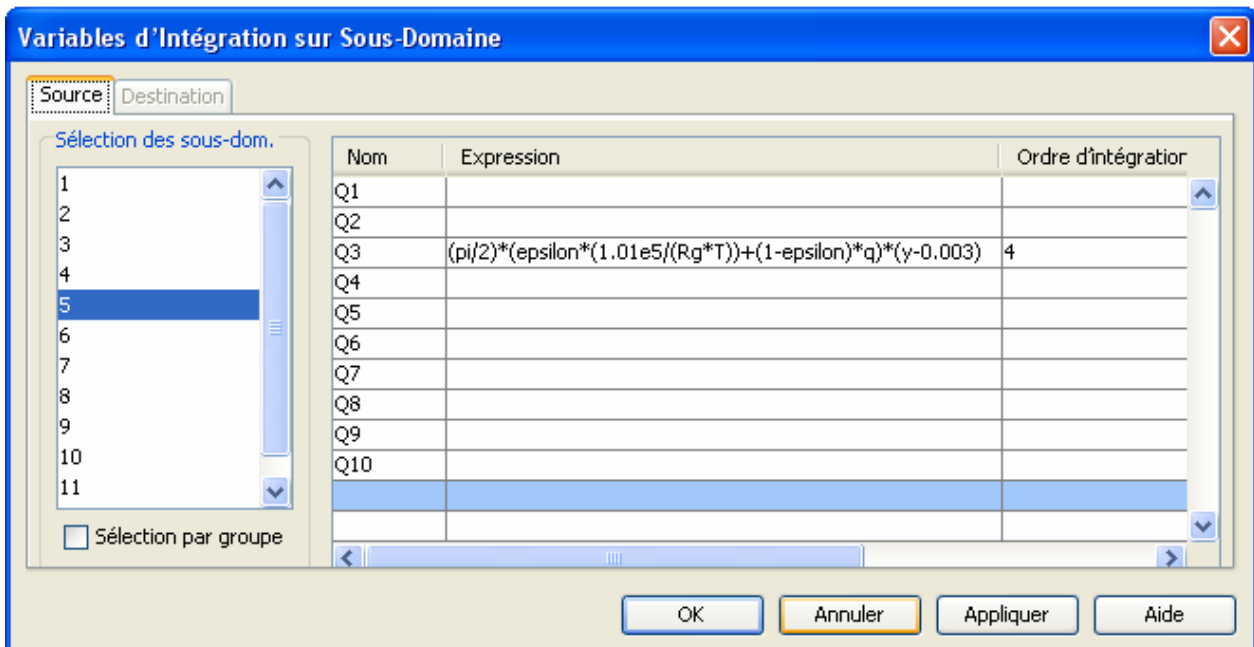 Variables d'Intégration sur Sous-Domaine
Source Destination
Sélection des sous-dom.
1
2
3
4
5
6
7
8
9
10
11
Sélection par groupe
Nom Expression Ordre d'intégration
Q1
Q2
Q3 (pi/2)*(epsilon*(1.01e5/(Rg*T))+(1-epsilon)*q)*(y-0.003) 4
Q4
Q5
Q6
Q7
Q8
Q9
Q10
OK Annuler Appliquer Aide